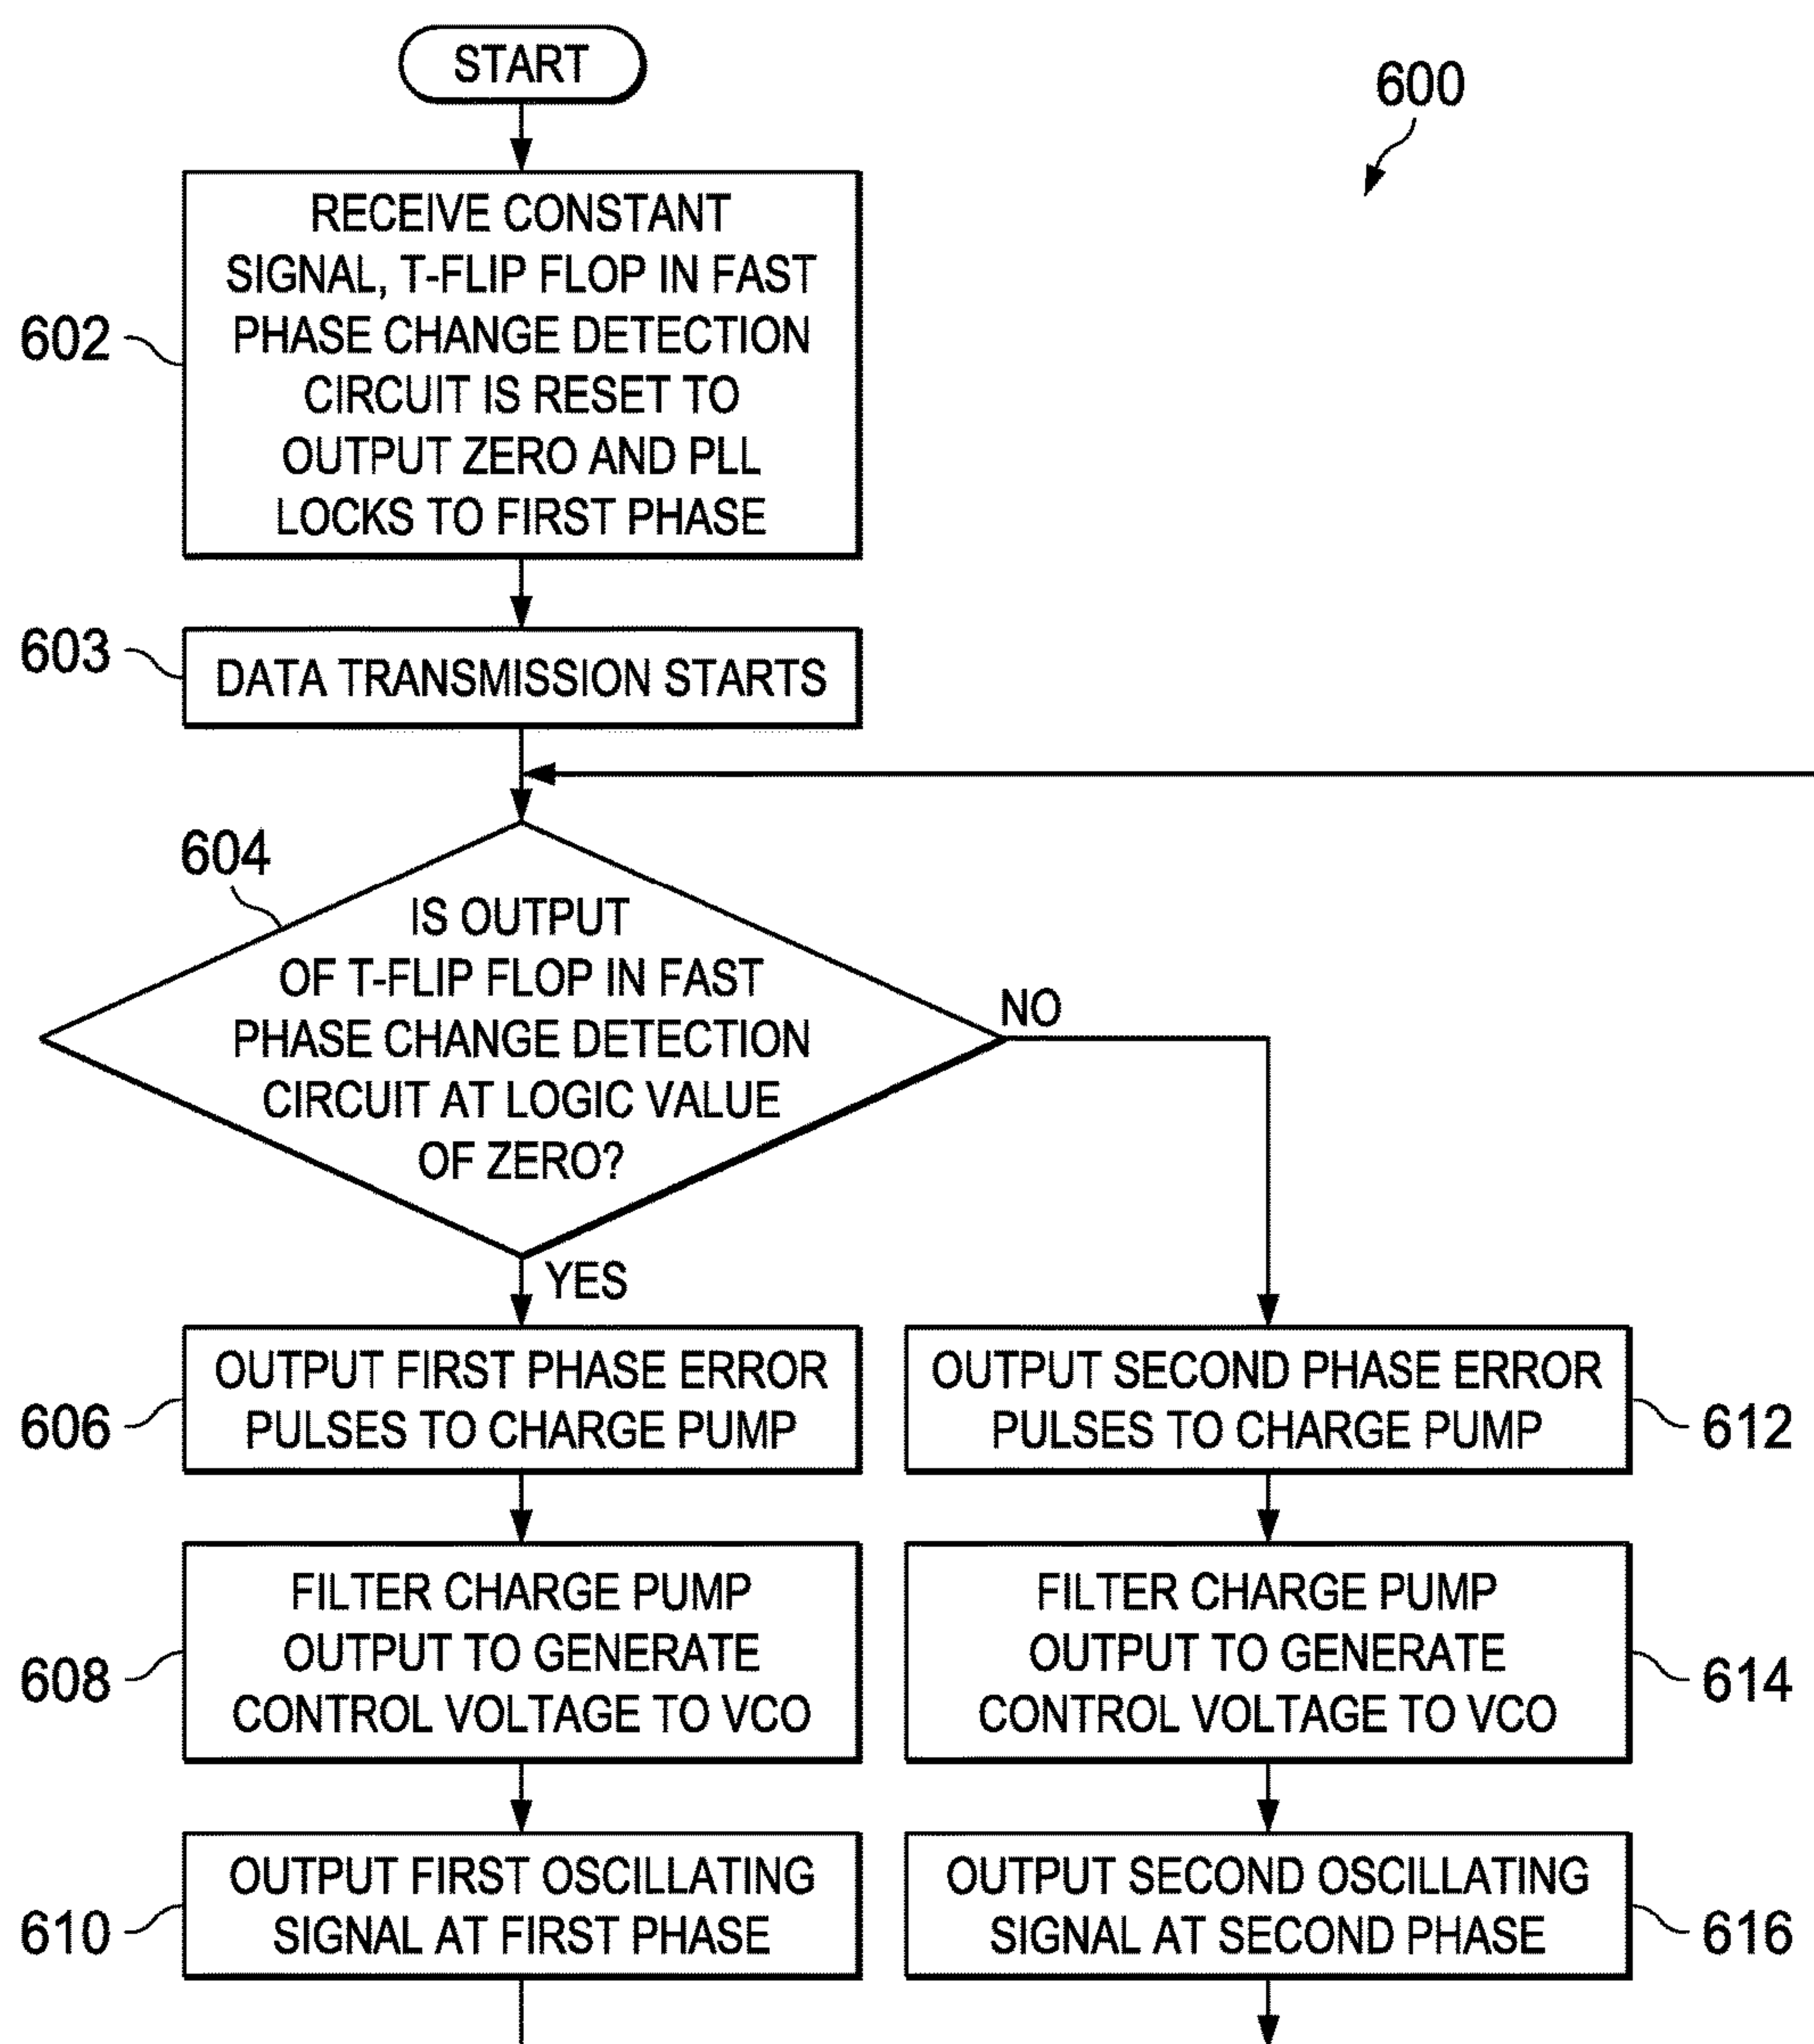 START
600
RECEIVE CONSTANT
SIGNAL, T-FLIP FLOP IN FAST
PHASE CHANGE DETECTION
CIRCUIT IS RESET TO
OUTPUT ZERO AND PLL
LOCKS TO FIRST PHASE
602
603
DATA TRANSMISSION STARTS
604
IS OUTPUT
OF T-FLIP FLOP IN FAST
PHASE CHANGE DETECTION
CIRCUIT AT LOGIC VALUE
OF ZERO?
NO
YES
OUTPUT FIRST PHASE ERROR
PULSES TO CHARGE PUMP
606
OUTPUT SECOND PHASE ERROR
PULSES TO CHARGE PUMP
612
FILTER CHARGE PUMP
OUTPUT TO GENERATE
CONTROL VOLTAGE TO VCO
608
FILTER CHARGE PUMP
OUTPUT TO GENERATE
CONTROL VOLTAGE TO VCO
614
OUTPUT FIRST OSCILLATING
SIGNAL AT FIRST PHASE
610
OUTPUT SECOND OSCILLATING
SIGNAL AT SECOND PHASE
616